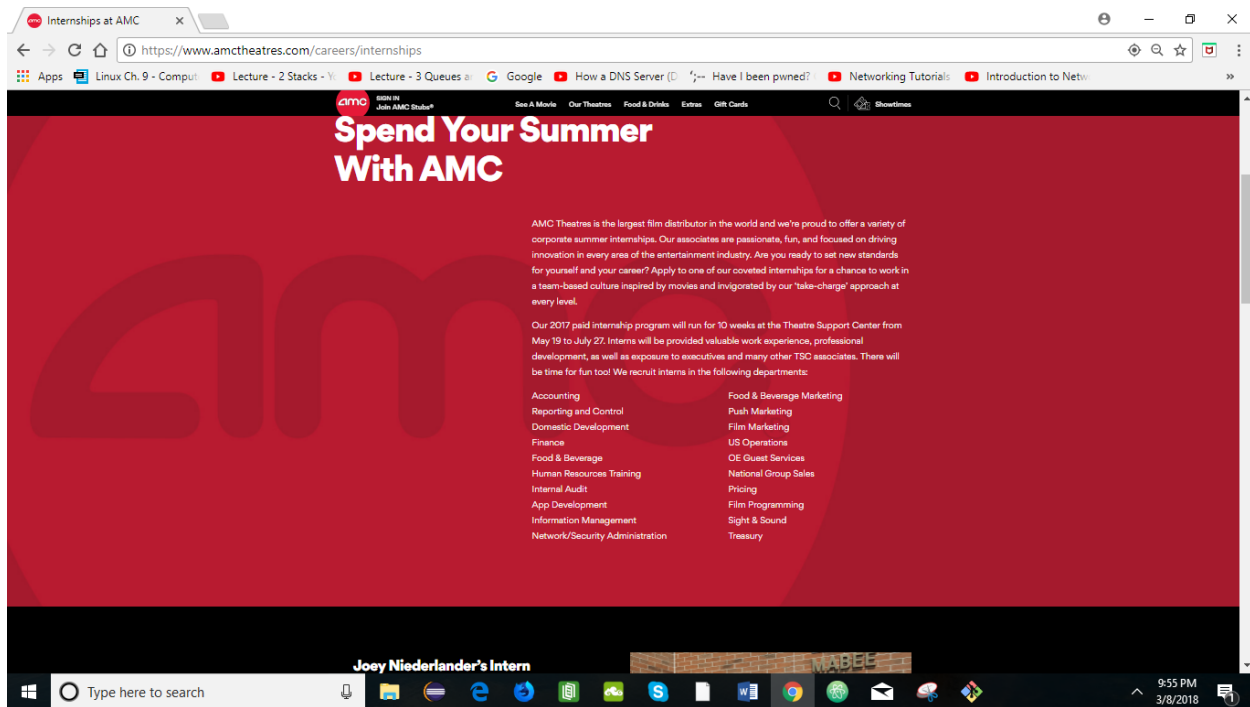 Internships at AMC
https://www.amctheatres.com/careers/internships
Apps Linux Ch. 9 - Comput Lecture - 2 Stacks - Lecture - 3 Queues Google How a DNS Server (D Have I been pwned? Networking Tutorials Introduction to Netw
amc SIGN IN
Join AMC Stubs® See A Movie Our Theatres Food & Drinks Extras Gift Cards Showtimes
Spend Your Summer
With AMC
AMC Theatres is the largest film distributor in the world and we're proud to offer a variety of
corporate summer internships. Our associates are passionate, fun, and focused on driving
innovation in every area of the entertainment industry. Are you ready to set new standards
for yourself and your career? Apply to one of our coveted internships for a chance to work in
a team-based culture inspired by movies and invigorated by our 'take-charge' approach at
every level.
Our 2017 paid internship program will run for 10 weeks at the Theatre Support Center from
May 19 to July 27. Interns will be provided valuable work experience, professional
development, as well as exposure to executives and many other TSC associates. There will
be time for fun too! We recruit interns in the following departments:
Accounting
Reporting and Control
Domestic Development
Finance
Food & Beverage
Human Resources Training
Internal Audit
App Development
Information Management
Network/Security Administration
Food & Beverage Marketing
Push Marketing
Film Marketing
US Operations
OE Guest Services
National Group Sales
Pricing
Film Programming
Sight & Sound
Treasury
amc
Joey Niederlander's Intern
MABEE
Type here to search
9:55 PM
3/8/2018